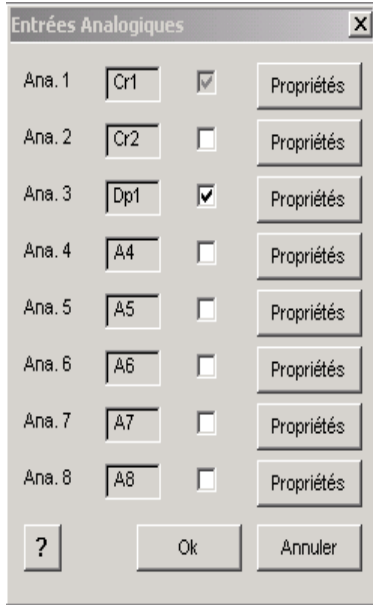 Entrées Analogiques
Ana. 1 Cr1 Propriétés
Ana. 2 Cr2 Propriétés
Ana. 3 Dp1 Propriétés
Ana. 4 A4 Propriétés
Ana. 5 A5 Propriétés
Ana. 6 A6 Propriétés
Ana. 7 A7 Propriétés
Ana. 8 A8 Propriétés
? Ok Annuler